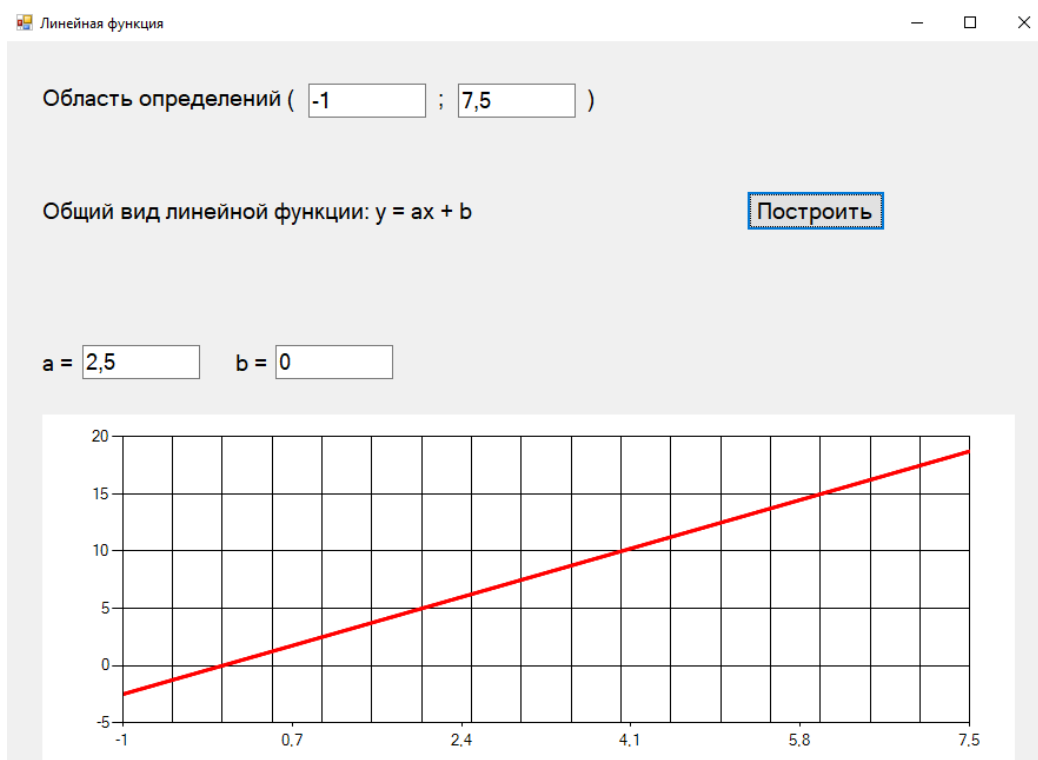 Линейная функция
Область определений ( -1 ; 7,5 )
Общий вид линейной функции: y = ax + b
Построить
a = 2,5 b = 0
20
15
10
5
0
-5
-1 0,7 2,4 4,1 5,8 7,5